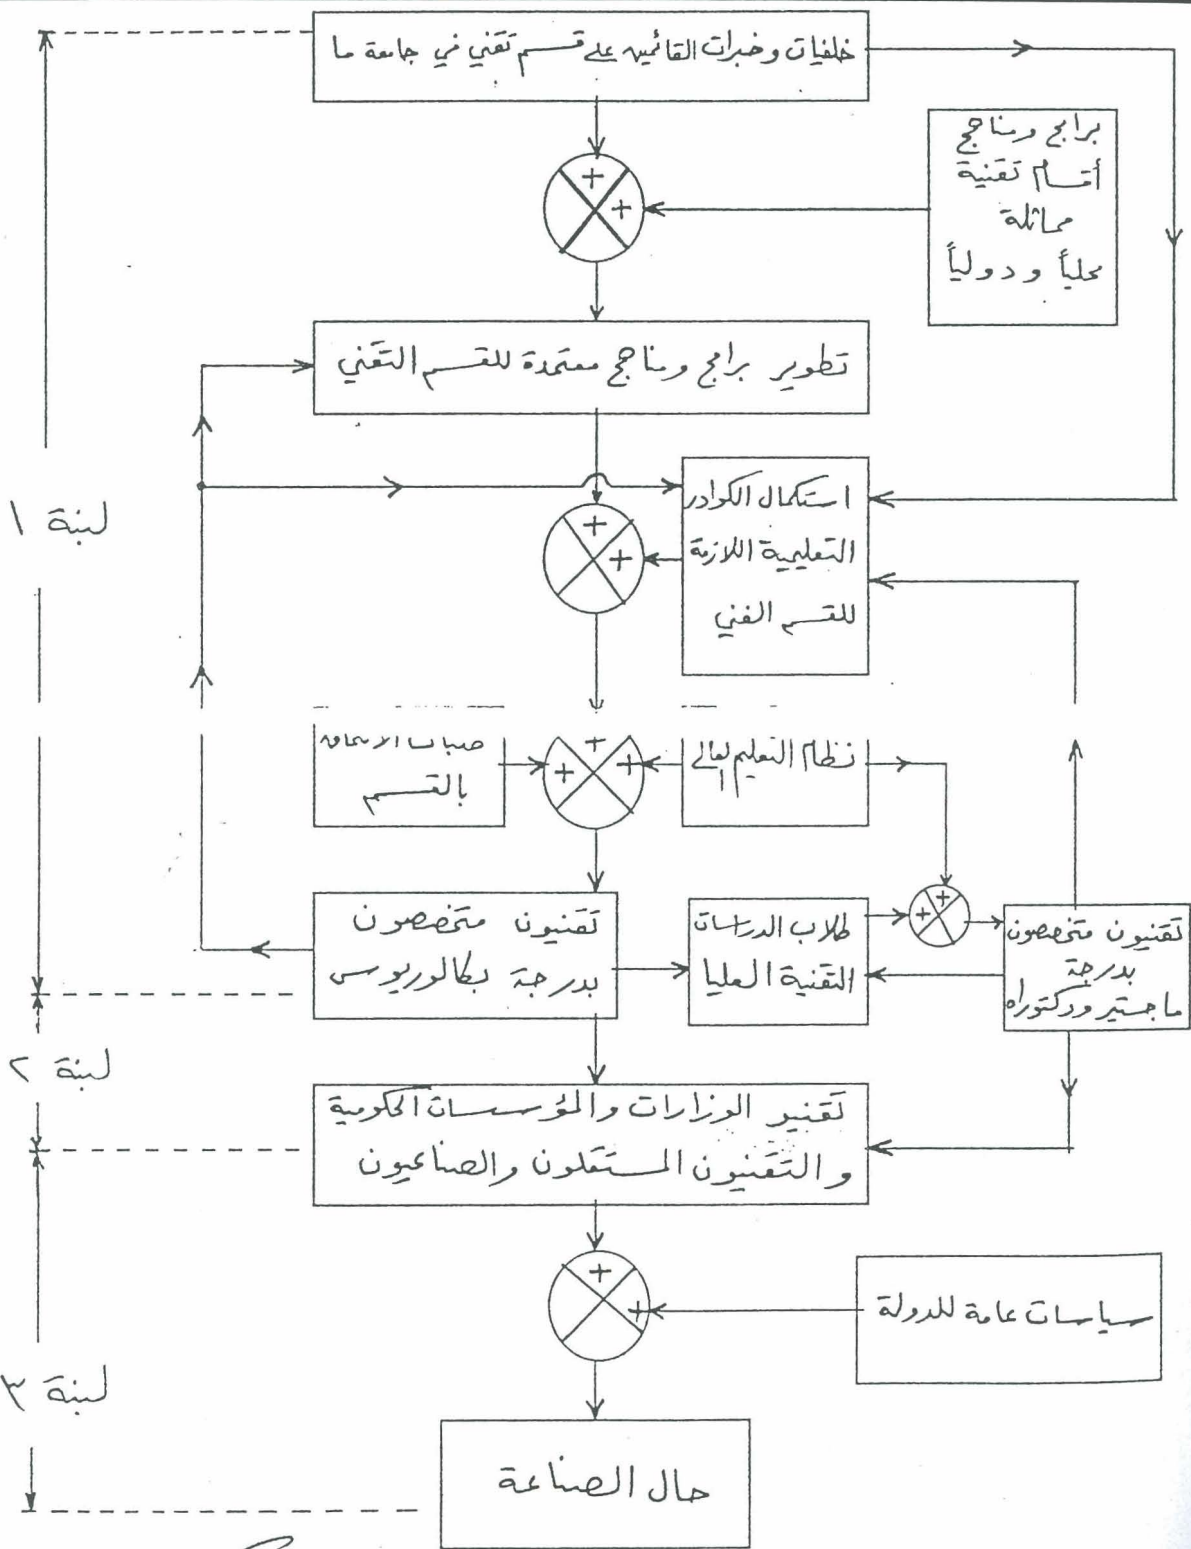 خلفيات وخبرات القائمين على قسم تقني في جامعة ما
برامج ومناهج
أقسام تقنية
مماثلة
محلياً ودولياً
+
+
تطوير برامج ومناهج معتمدة للقسم التقني
لبنة ١
استكمال الكوادر
التعليمية اللازمة
للقسم الفني
+
+
نظام التعليم العالي
+
+
+
بالقسم
+
+
تقنيون متخصصون
بدرجة
ماجستير ودكتوراه
طلاب الدراسات
التقنية العليا
تقنيون متخصصون
بدرجة بكالوريوس
لبنة ٢
تقنيو الوزارات والمؤسسات الحكومية
والتقنيون المستقلون والصناعيون
+
+
سياسات عامة للدولة
لبنة ٣
حال الصناعة